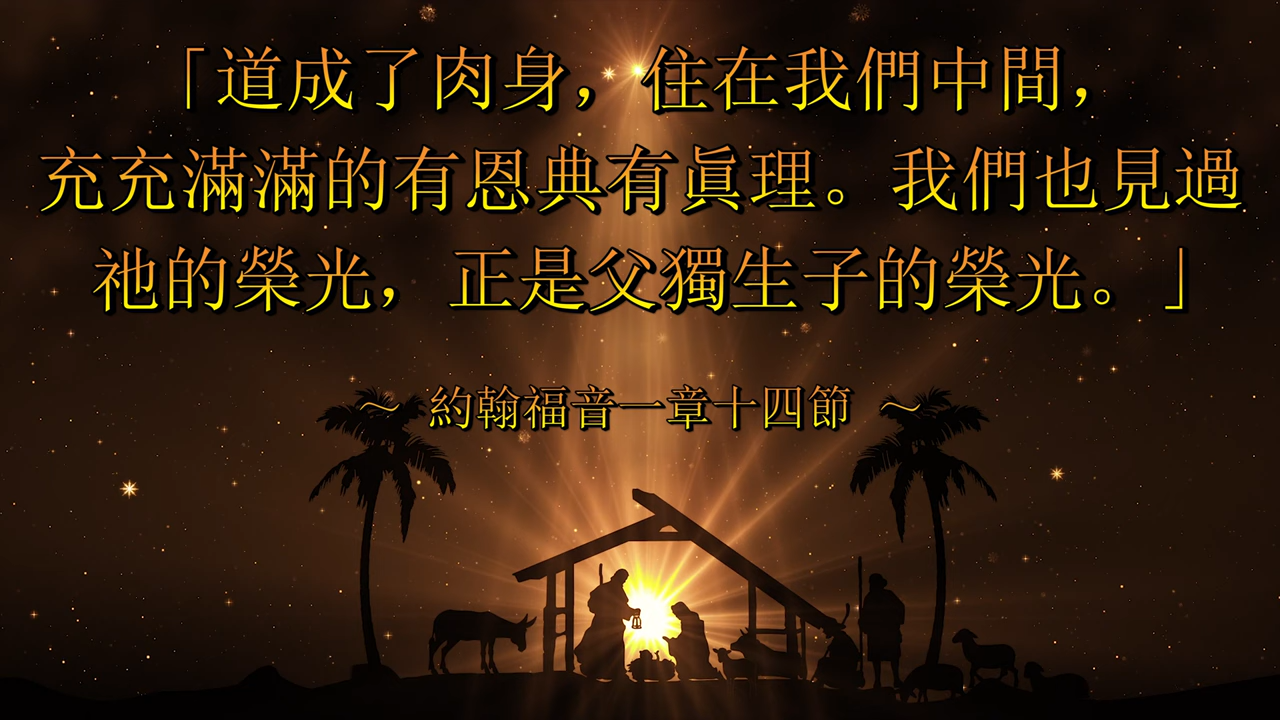 「道成了肉身，住在我們中間，
充充滿滿的有恩典有眞理。我們也見過
祂的榮光，正是父獨生子的榮光。」
～ 約翰福音一章十四節 ～